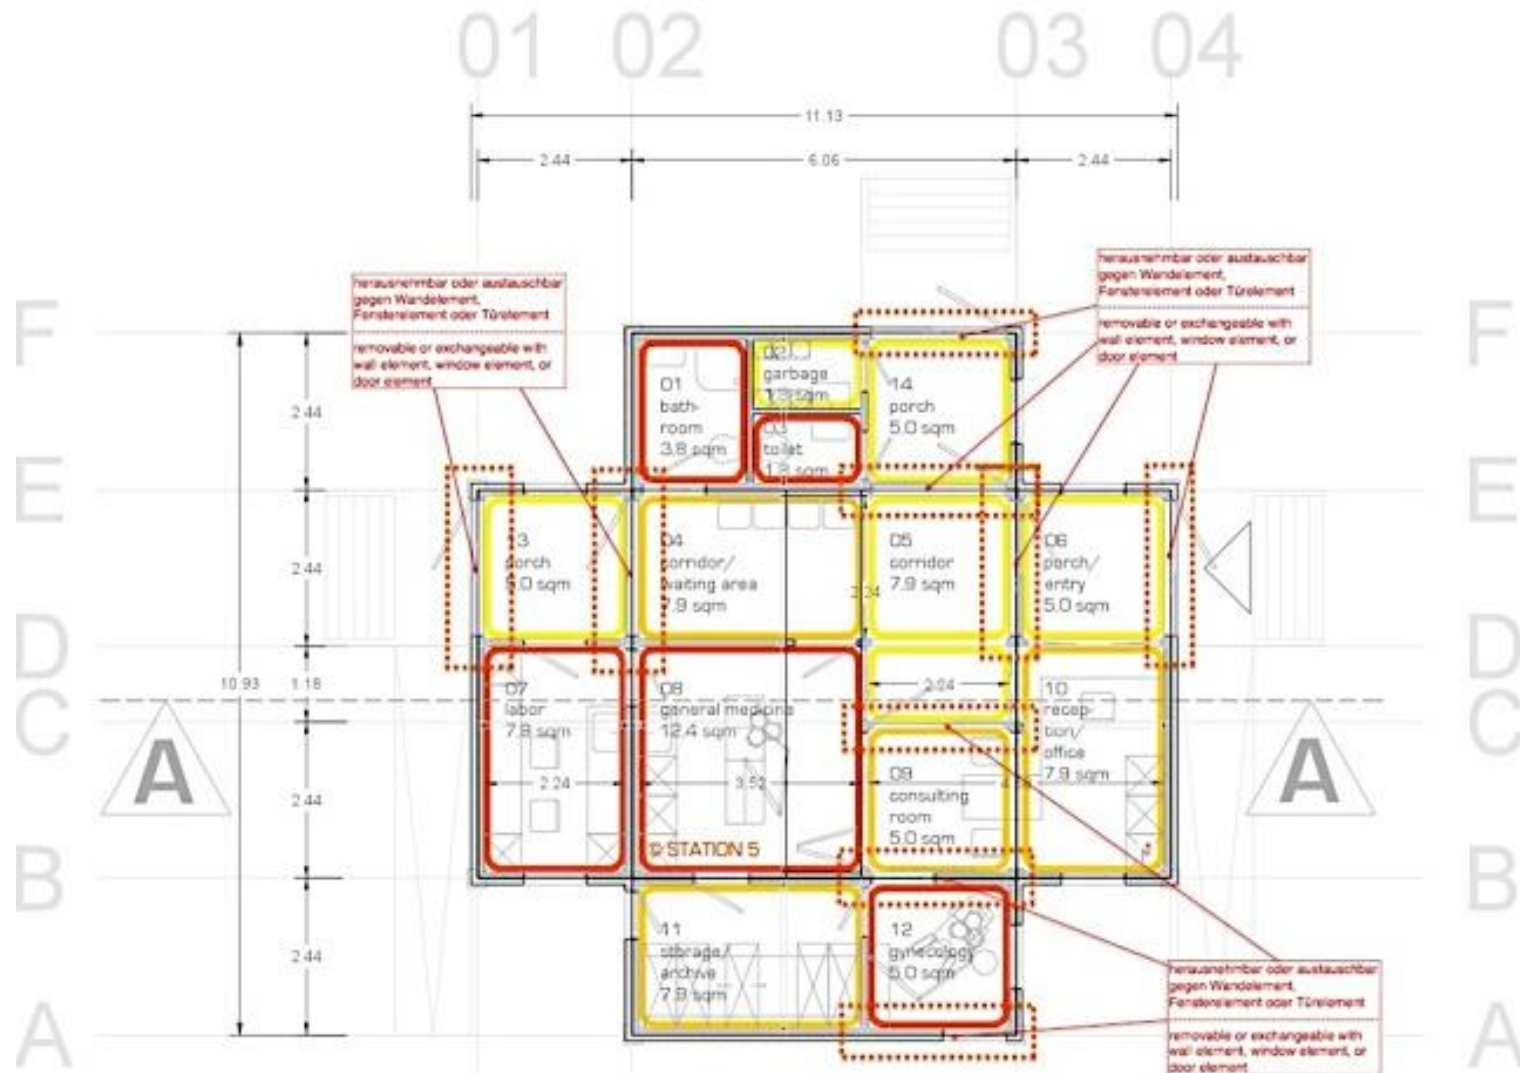 01 02 03 04
11.13
2.44 6.06 2.44
herausnehmbar oder austauschbar
gegen Wandelement,
Fensterelement oder Türelement
removable or exchangeable with
wall element, window element, or
door element
herausnehmbar oder austauschbar
gegen Wandelement,
Fensterelement oder Türelement
removable or exchangeable with
wall element, window element, or
door element
F F
E E
D D
C C
B B
A A
2.44
2.44
10.93 1.18
2.44
2.44
01
bath-
room
3.8 sqm
02
garbage
1.3 sqm
03
toilet
1.8 sqm
14
porch
5.0 sqm
13
porch
5.0 sqm
04
corridor/
waiting area
7.9 sqm
05
corridor
7.9 sqm
2.24
06
porch/
entry
5.0 sqm
07
labor
7.9 sqm
2.24
08
general medicine
12.4 sqm
3.52
2.24
09
consulting
room
5.0 sqm
10
recep-
tion/
office
7.9 sqm
A A
© STATION 5
11
storage/
archive
7.9 sqm
12
gynecology
5.0 sqm
herausnehmbar oder austauschbar
gegen Wandelement,
Fensterelement oder Türelement
removable or exchangeable with
wall element, window element, or
door element